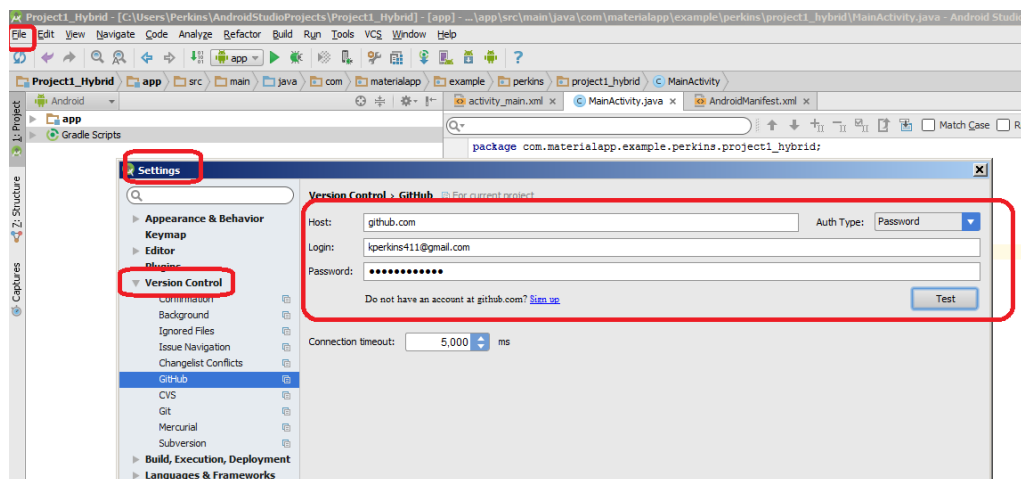 Project1_Hybrid - [C:\Users\Perkins\AndroidStudioProjects\Project1_Hybrid] - [app] - ...\app\src\main\java\com\materialapp\example\perkins\project1_hybrid\MainActivity.java - Android Studio
File Edit View Navigate Code Analyze Refactor Build Run Tools VCS Window Help
app
Project1_Hybrid app src main java com materialapp example perkins project1_hybrid MainActivity
Android activity_main.xml MainActivity.java AndroidManifest.xml
1: Project
Z: Structure
Captures
app
Gradle Scripts
Match Case R
package com.materialapp.example.perkins.project1_hybrid;
Settings
Appearance & Behavior
Keymap
Editor
Plugins
Version Control
Confirmation
Background
Ignored Files
Issue Navigation
Changelist Conflicts
GitHub
CVS
Git
Mercurial
Subversion
Build, Execution, Deployment
Languages & Frameworks
Version Control › GitHub For current project
Host: github.com Auth Type: Password
Login: kperkins411@gmail.com
Password: ●●●●●●●●●●●●
Do not have an account at github.com? Sign up
Test
Connection timeout: 5,000 ms